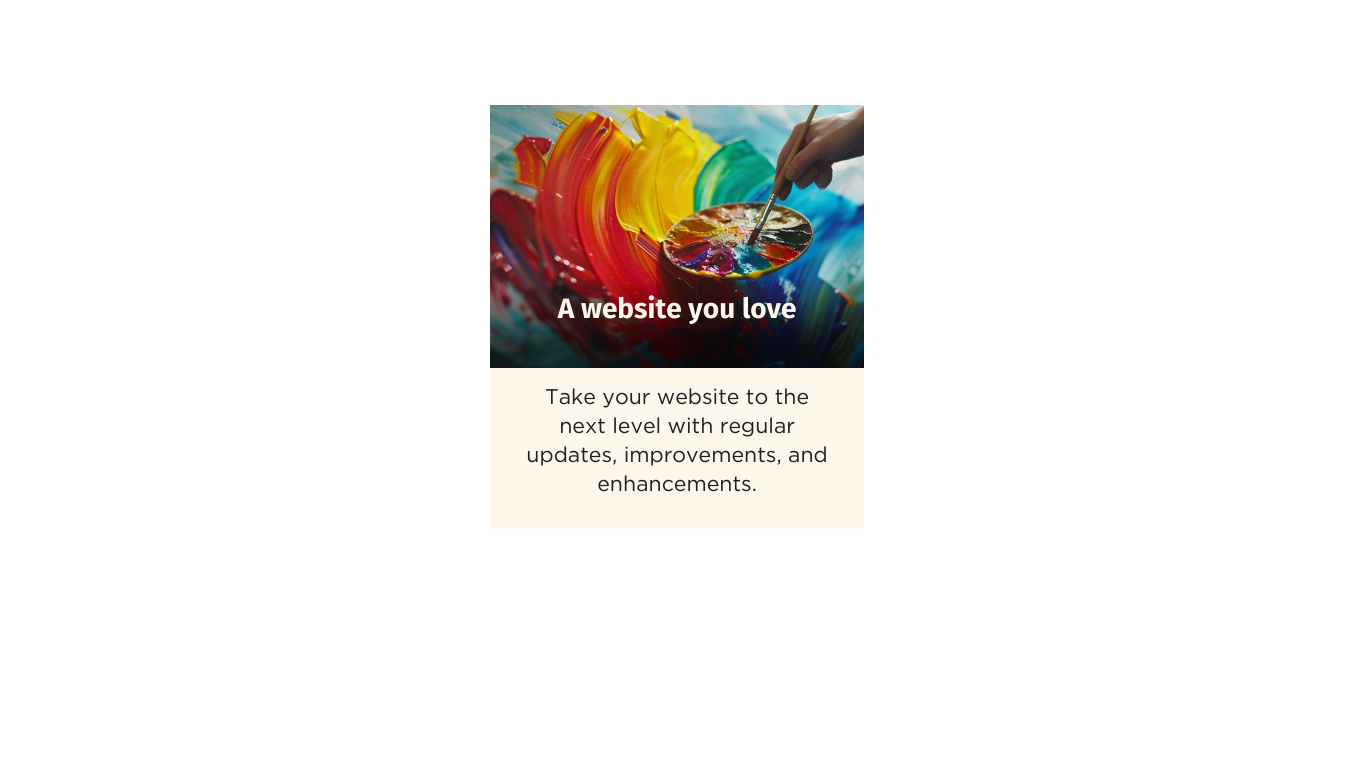 A website you love
Take your website to the
next level with regular
updates, improvements, and
enhancements.